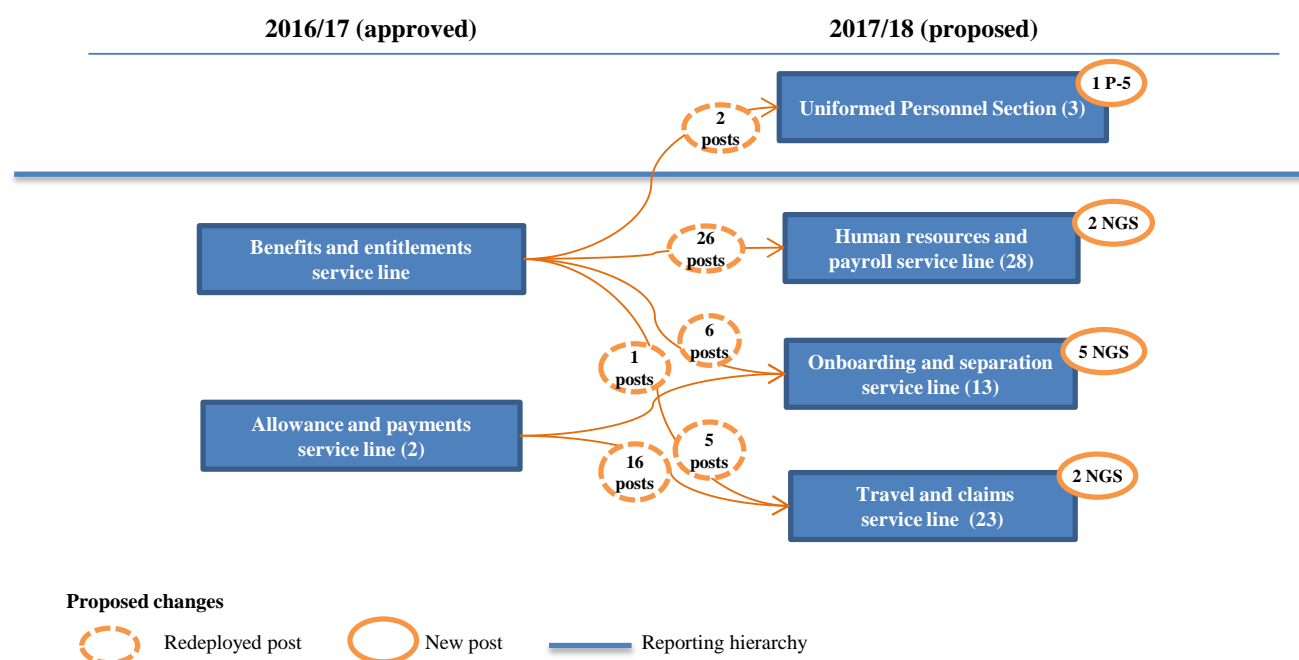 2016/17 (approved)
2017/18 (proposed)
1 P-5
Uniformed Personnel Section (3)
2
posts
Benefits and entitlements
service line
26
posts
2 NGS
Human resources and
payroll service line (28)
6
posts
1
posts
5 NGS
Onboarding and separation
service line (13)
Allowance and payments
service line (2)
5
posts
16
posts
2 NGS
Travel and claims
service line (23)
Proposed changes
Redeployed post
New post
Reporting hierarchy